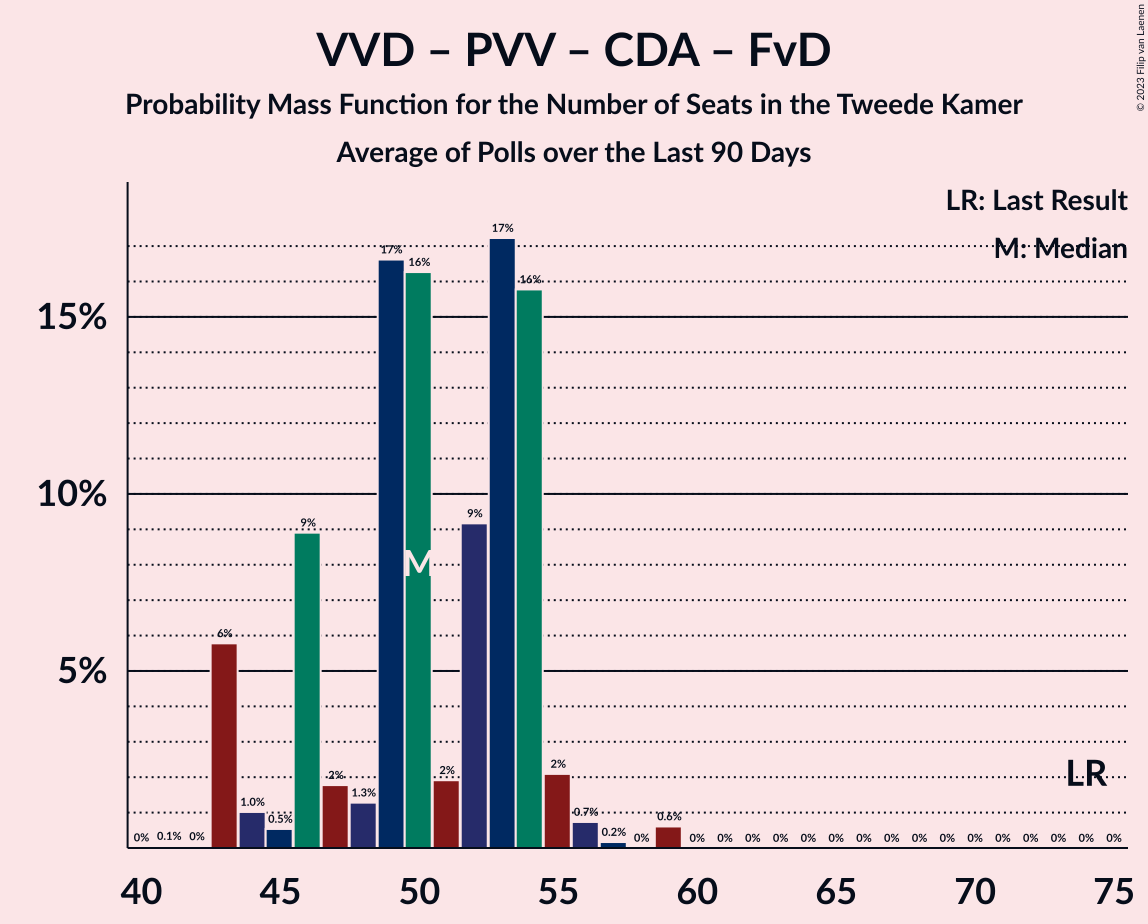 VVD – PVV – CDA – FvD
Probability Mass Function for the Number of Seats in the Tweede Kamer
Average of Polls over the Last 90 Days
© 2023 Filip van Laenen
LR: Last Result
M: Median
15%
10%
5%
0% 0.1% 0% 6% 1.0% 0.5% 9% 2% 1.3% 17% 16% 2% 9% 17% 16% 2% 0.7% 0.2% 0% 0.6% 0% 0% 0% 0% 0% 0% 0% 0% 0% 0% 0% 0% 0% 0% 0% 0%
M
LR
40 45 50 55 60 65 70 75